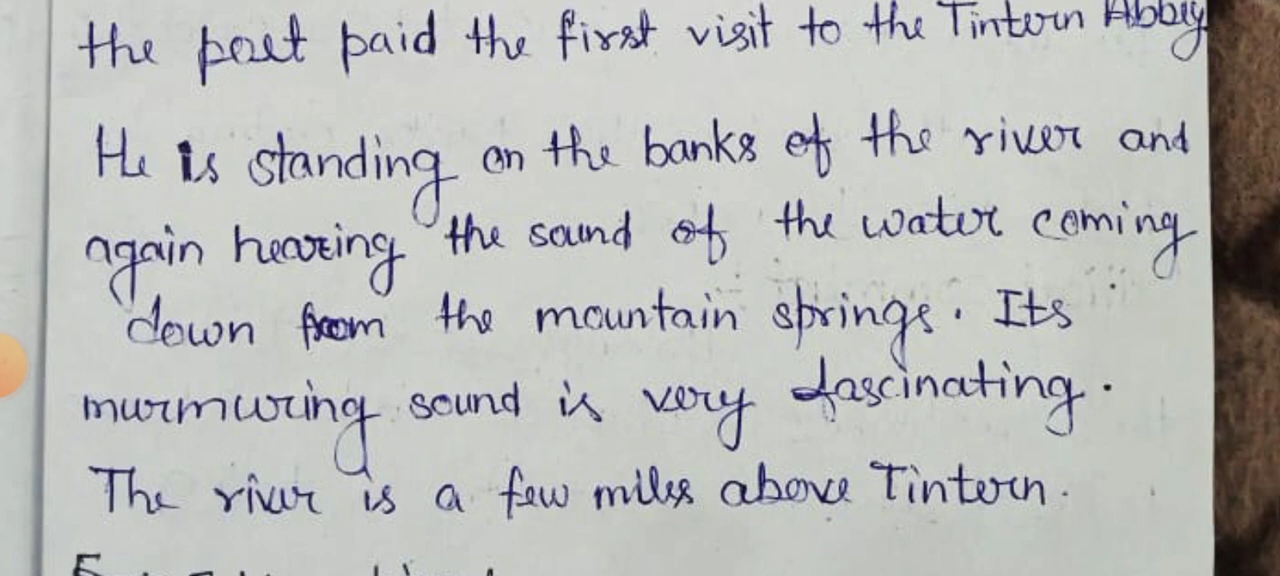 the poet paid the first visit to the Tintern Abbey
He is standing on the banks of the river and
again hearing the sound of the water coming
down from the mountain springs. Its
murmuring sound is very fascinating.
The river is a few miles above Tintern.